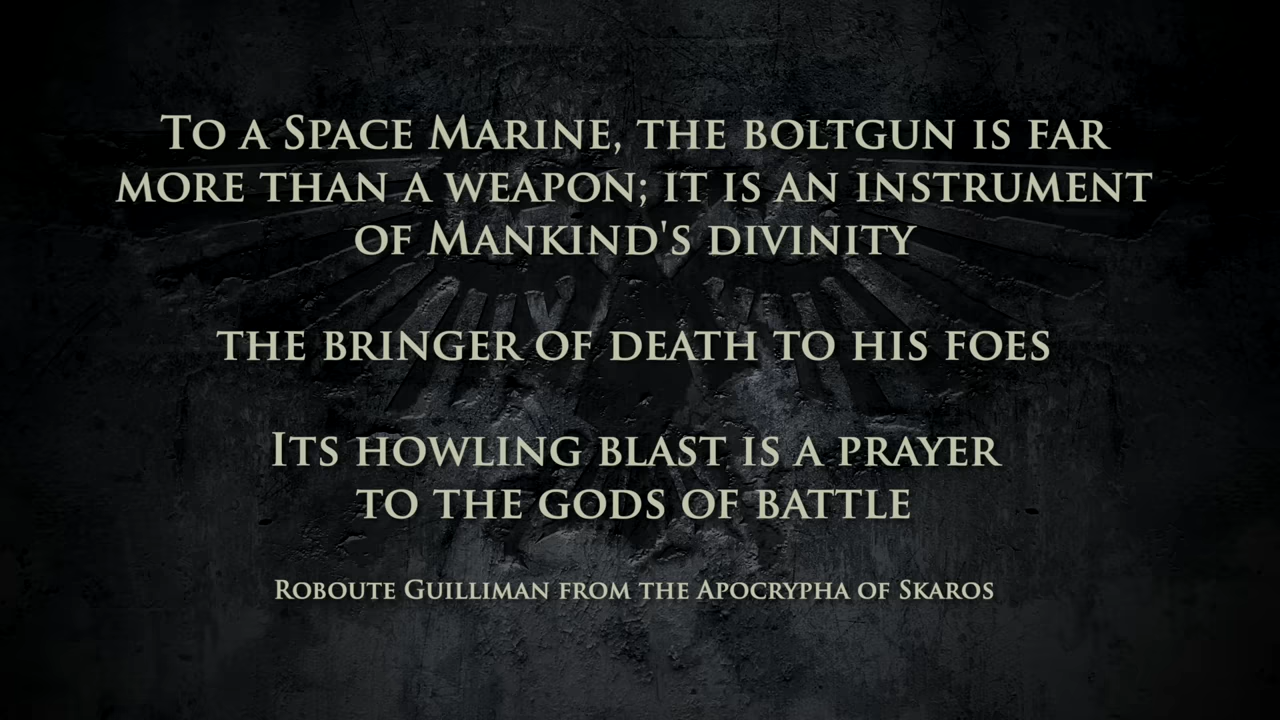 To a Space Marine, the boltgun is far
more than a weapon; it is an instrument
of Mankind's divinity
the bringer of death to his foes
Its howling blast is a prayer
to the gods of battle
Roboute Guilliman from the Apocrypha of Skaros